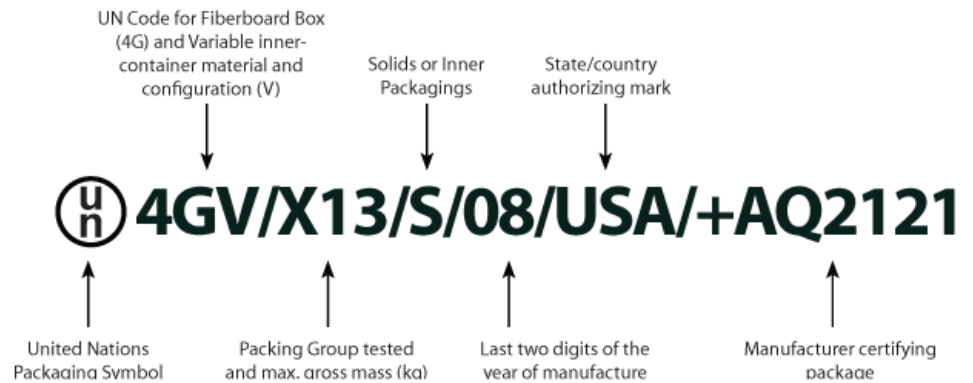 UN Code for Fiberboard Box
(4G) and Variable inner-
container material and
configuration (V)
Solids or Inner
Packagings
State/country
authorizing mark
un 4GV/X13/S/08/USA/+AQ2121
United Nations
Packaging Symbol
Packing Group tested
and max. gross mass (kg)
Last two digits of the
year of manufacture
Manufacturer certifying
package